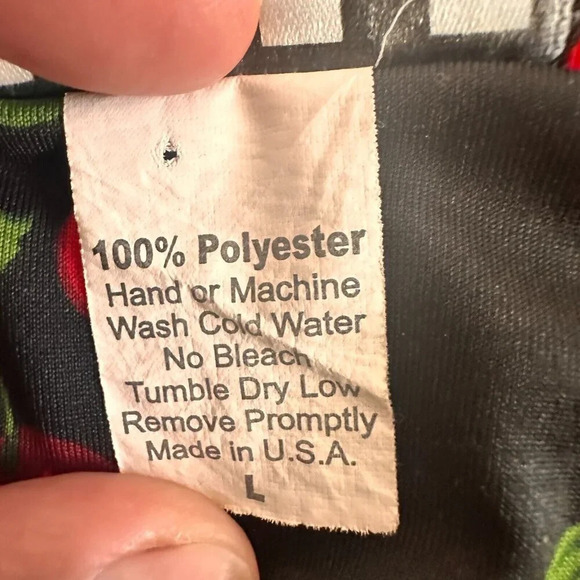 100% Polyester
Hand or Machine
Wash Cold Water
No Bleach
Tumble Dry Low
Remove Promptly
Made in U.S.A.
L